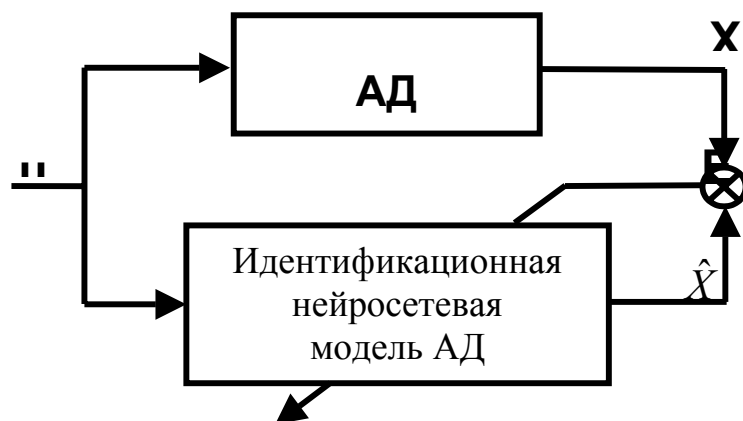 X
АД
Идентификационная
нейросетевая
модель АД
X̂